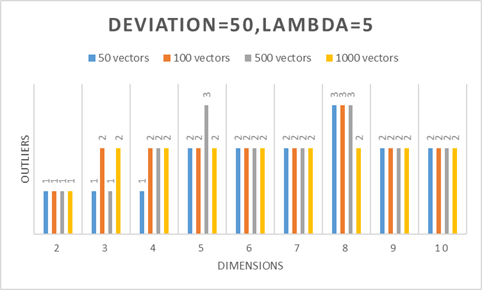 DEVIATION=50,LAMBDA=5
50 vectors 100 vectors 500 vectors 1000 vectors
1 1 1 1 1 2 1 2 1 2 2 2 2 2 3 2 2 2 2 2 2 2 2 2 3 3 3 2 2 2 2 2 2 2 2 2
OUTLIERS
2 3 4 5 6 7 8 9 10
DIMENSIONS